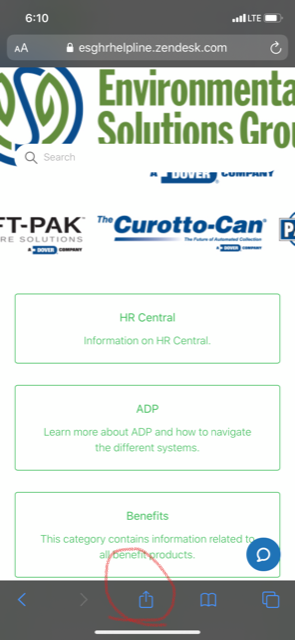 6:10
LTE
AA
esghrhelpline.zendesk.com
Environmenta
Solutions Grou
Search
A DOVER COMPANY
FT-PAK™
RE SOLUTIONS
A DOVER COMPANY
The Curotto-Can®
The Future of Automated Collection
A DOVER COMPANY
P
HR Central
Information on HR Central.
ADP
Learn more about ADP and how to navigate
the different systems.
Benefits
This category contains information related to
all benefit products.